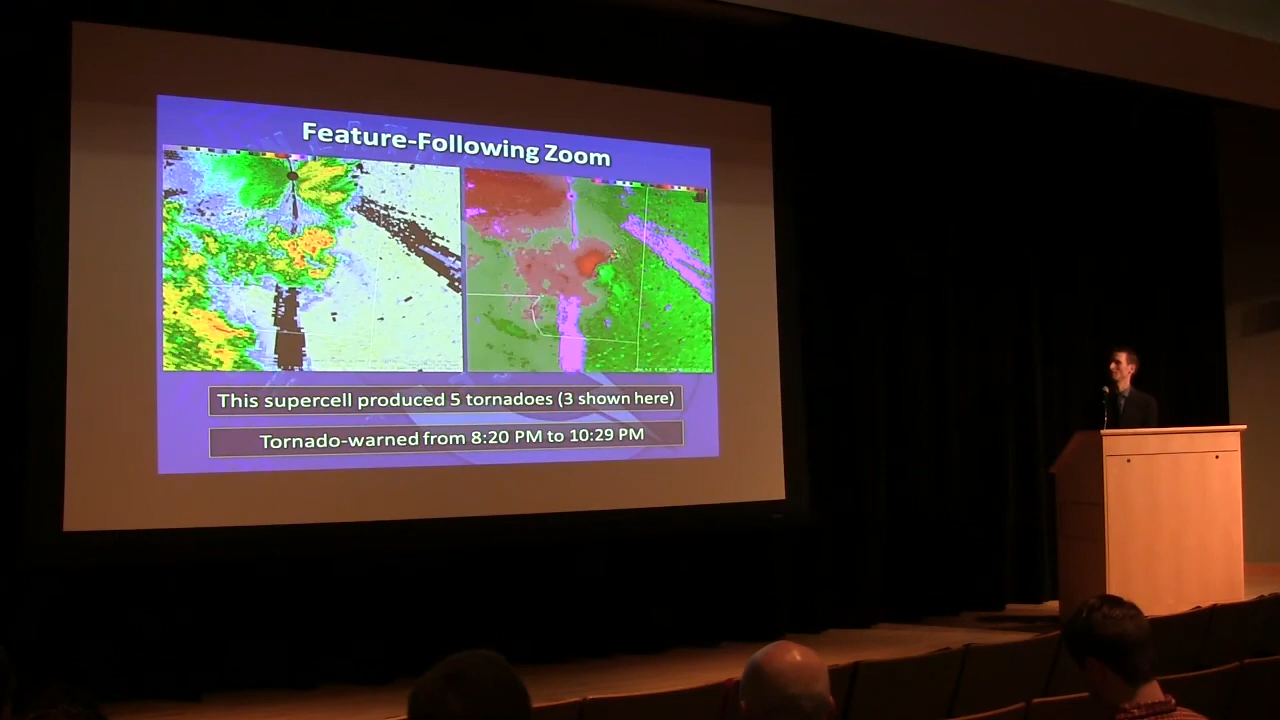 Feature-Following Zoom
This supercell produced 5 tornadoes (3 shown here)
Tornado-warned from 8:20 PM to 10:29 PM